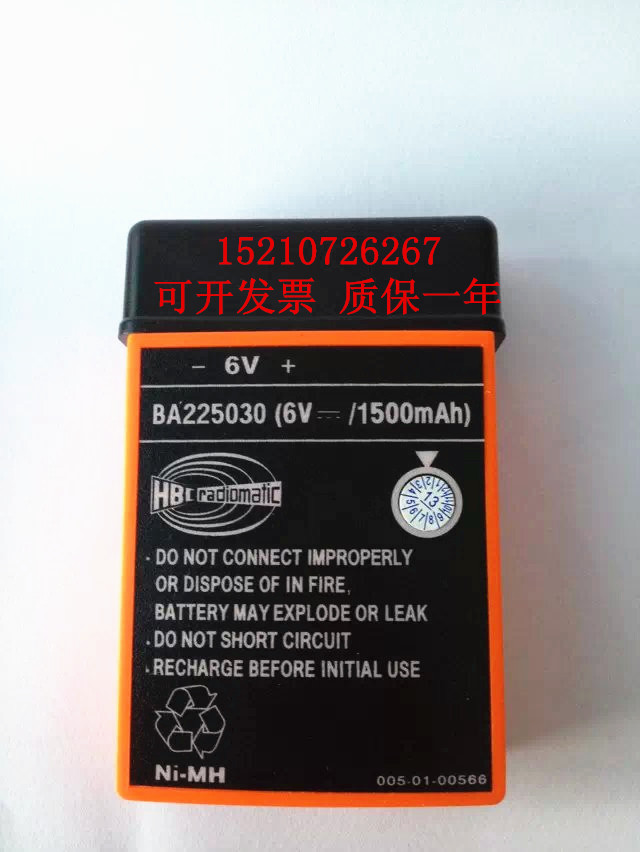 15210726267
可开发票 质保一年
- 6V +
BA225030 (6V ⎓ /1500mAh)
HBC radiomatic
13
· DO NOT CONNECT IMPROPERLY
OR DISPOSE OF IN FIRE,
BATTERY MAY EXPLODE OR LEAK
· DO NOT SHORT CIRCUIT
· RECHARGE BEFORE INITIAL USE
Ni-MH
005-01-00566